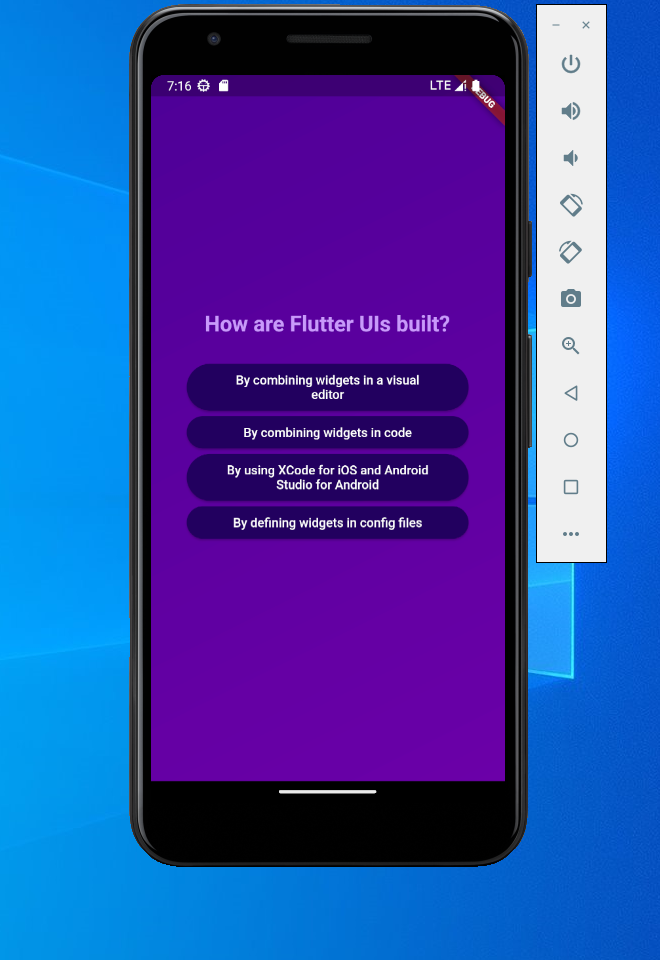 7:16 LTE
DEBUG
How are Flutter UIs built?
By combining widgets in a visual
editor
By combining widgets in code
By using XCode for iOS and Android
Studio for Android
By defining widgets in config files